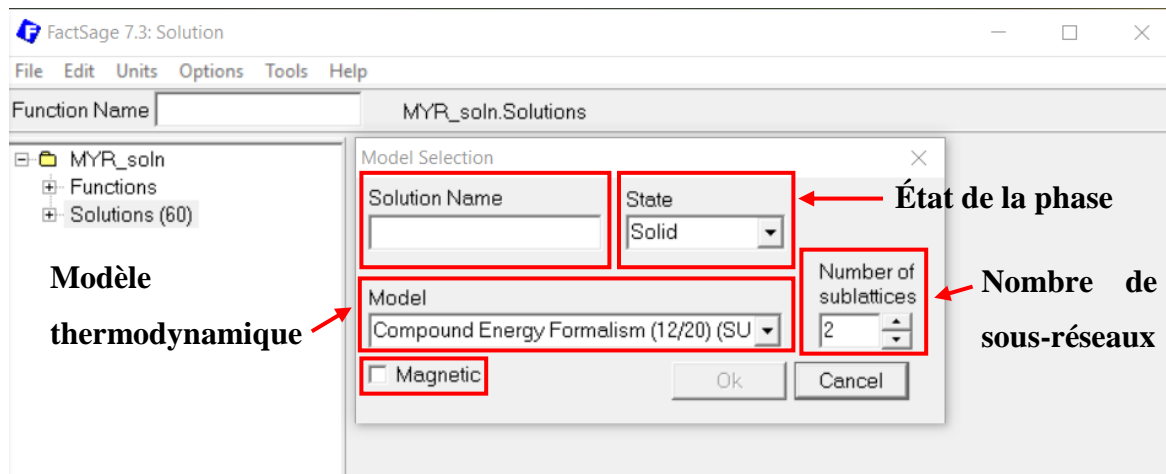 FactSage 7.3: Solution
File Edit Units Options Tools Help
Function Name
MYR_soln.Solutions
MYR_soln
Functions
Solutions (60)
Model Selection
Solution Name
State
Solid
État de la phase
Modèle
thermodynamique
Model
Compound Energy Formalism (12/20) (SU
Number of
sublattices
2
Nombre de
sous-réseaux
Magnetic
Ok
Cancel